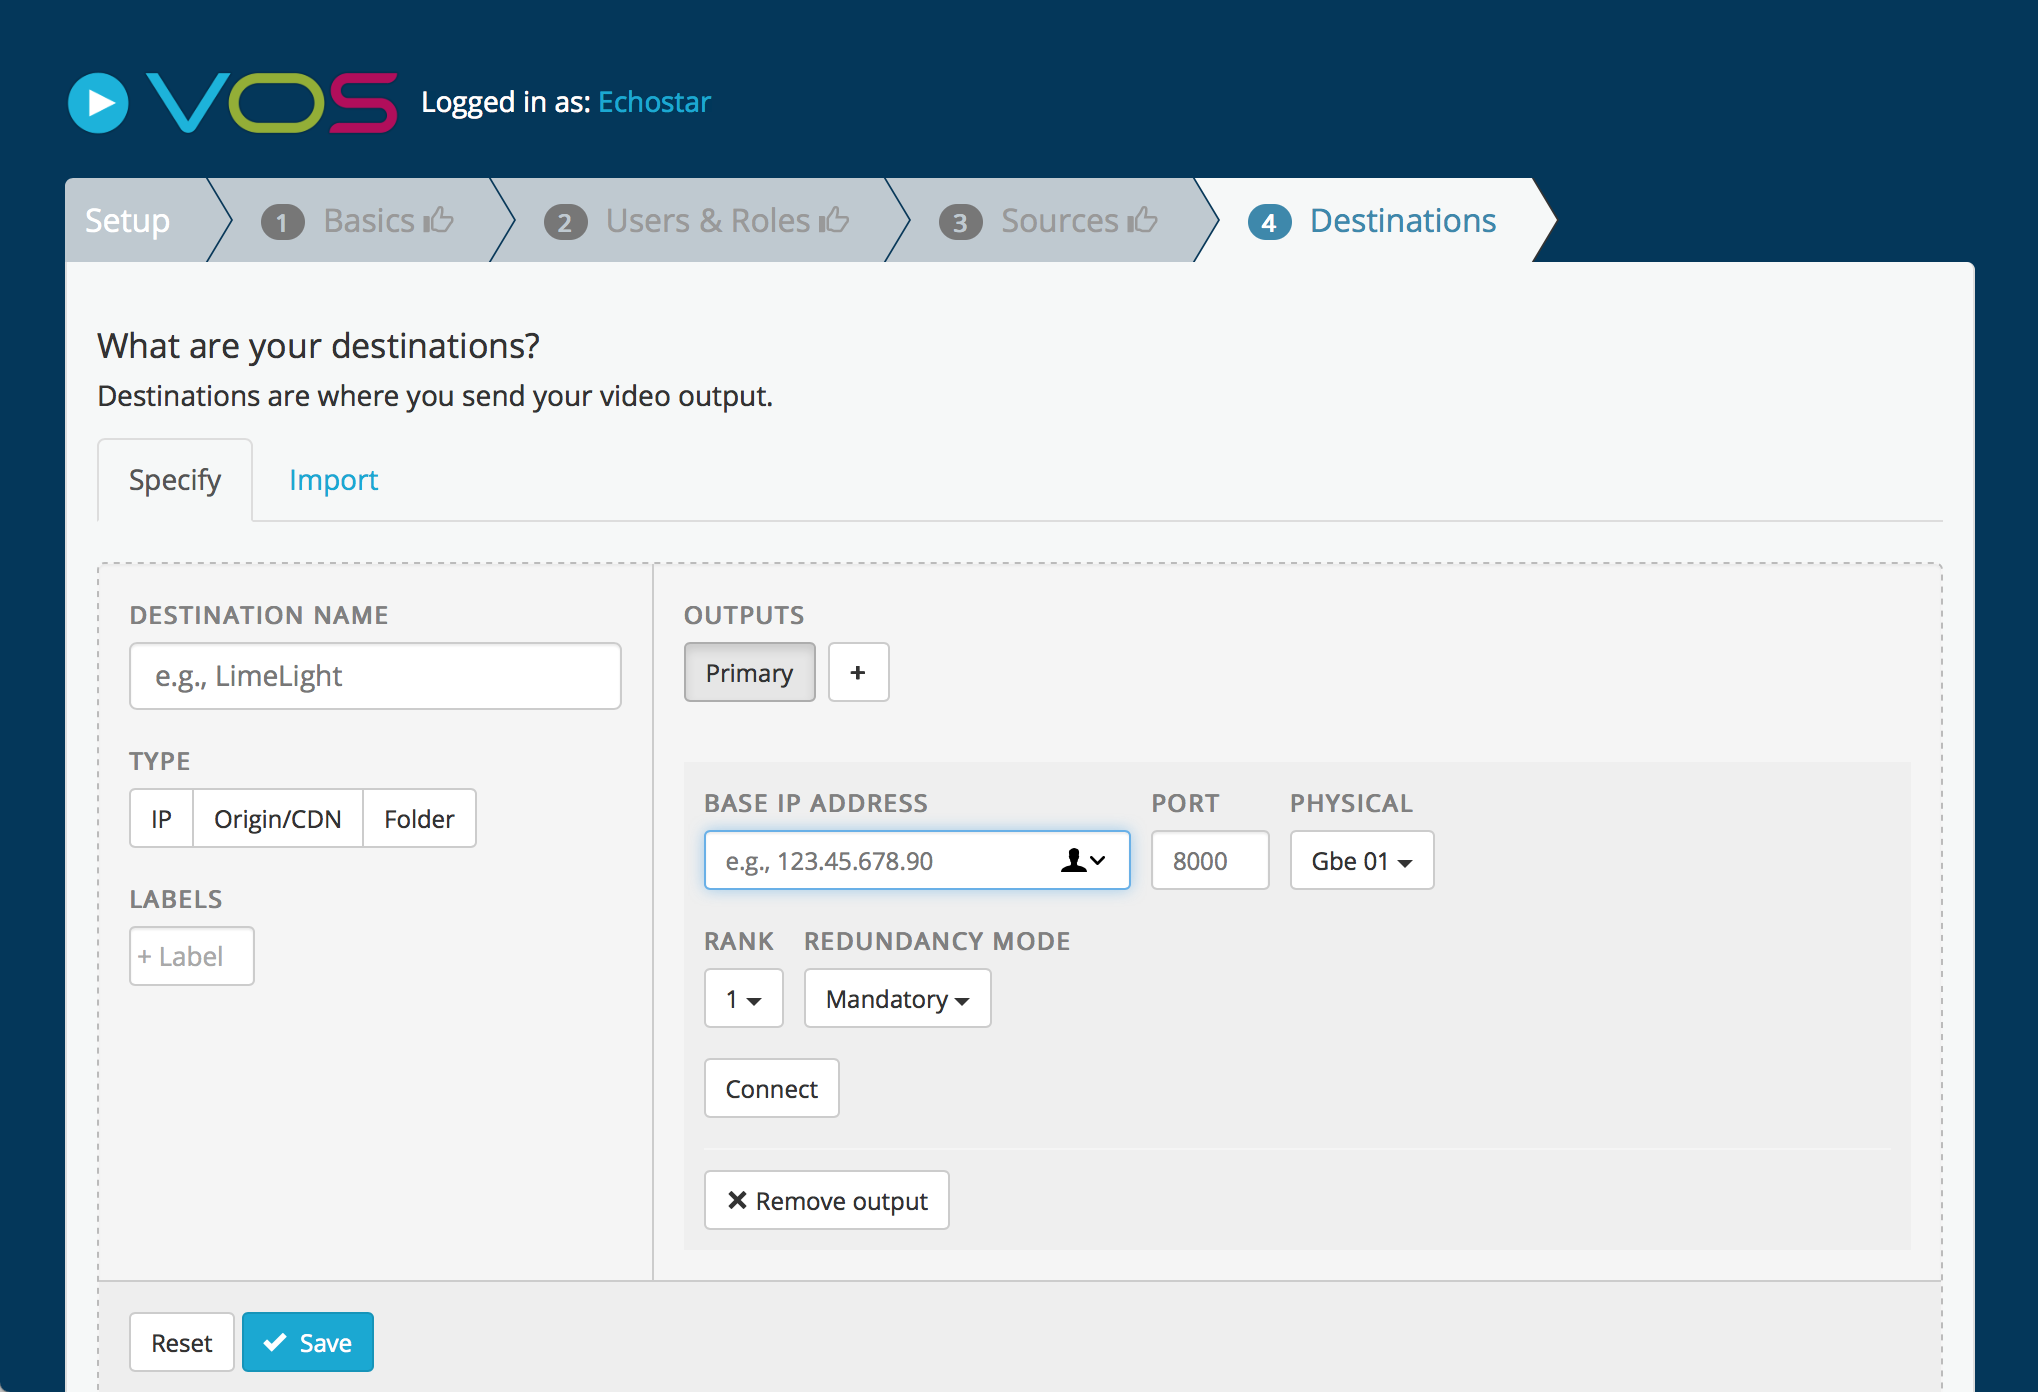 VOS Logged in as: Echostar
Setup 1 Basics 2 Users & Roles 3 Sources 4 Destinations
What are your destinations?
Destinations are where you send your video output.
Specify Import
DESTINATION NAME
e.g., LimeLight
TYPE
IP Origin/CDN Folder
LABELS
+ Label
OUTPUTS
Primary +
BASE IP ADDRESS PORT PHYSICAL
e.g., 123.45.678.90 8000 Gbe 01
RANK REDUNDANCY MODE
1 Mandatory
Connect
Remove output
Reset Save